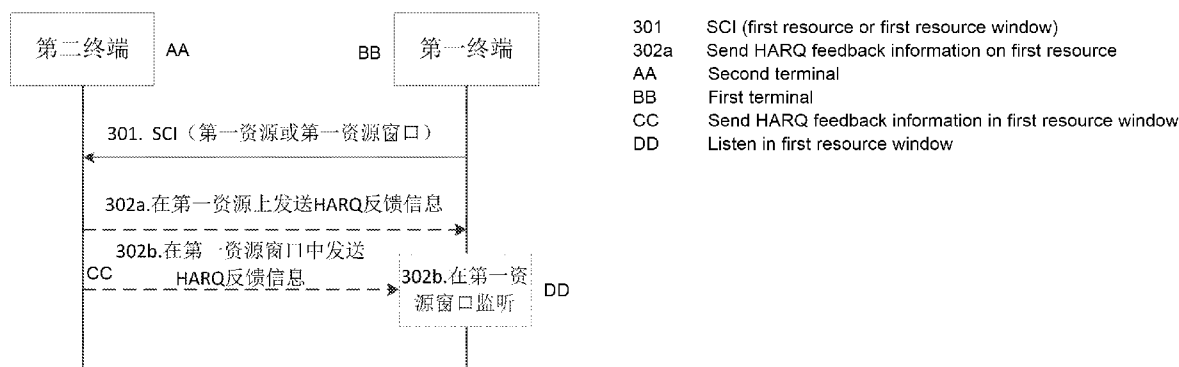 第二终端 AA
BB 第一终端
301. SCI（第一资源或第一资源窗口）
302a.在第一资源上发送HARQ反馈信息
302b.在第一资源窗口中发送
HARQ反馈信息
CC
302b.在第一资
源窗口监听
DD
301 SCI (first resource or first resource window)
302a Send HARQ feedback information on first resource
AA Second terminal
BB First terminal
CC Send HARQ feedback information in first resource window
DD Listen in first resource window